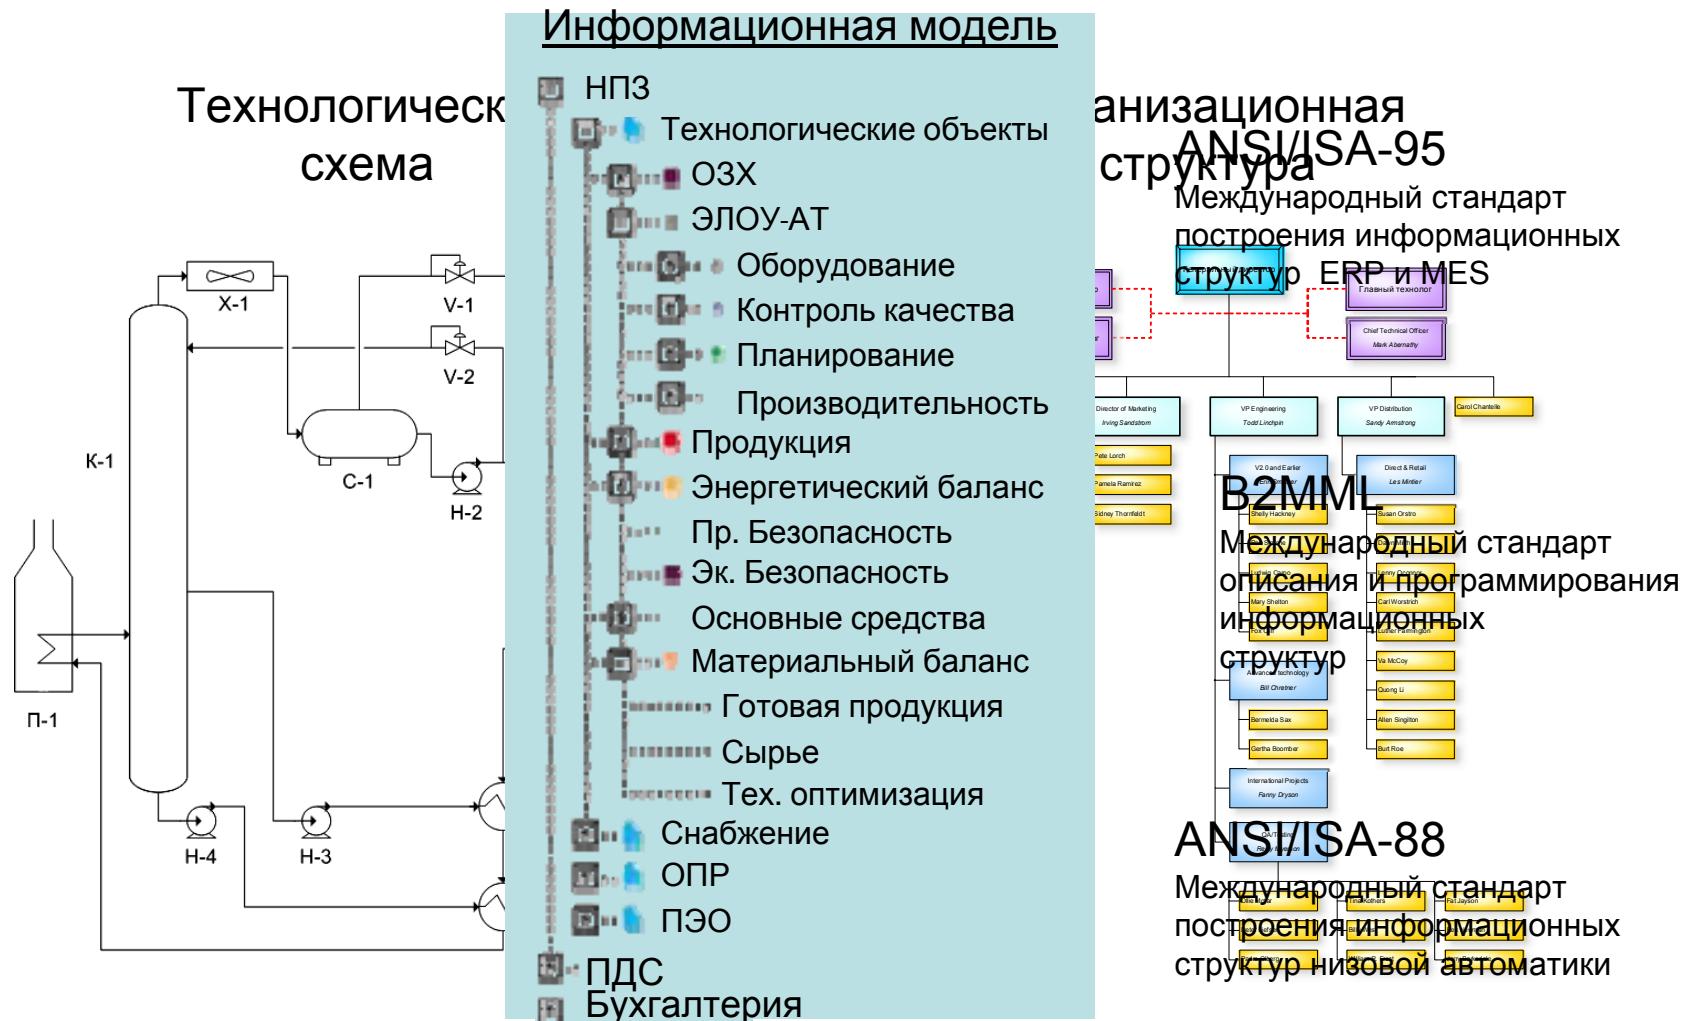 Информационная модель
НПЗ
Технологические объекты
ОЗХ
ЭЛОУ-АТ
Оборудование
Контроль качества
Планирование
Производительность
Продукция
Энергетический баланс
Пр. Безопасность
Эк. Безопасность
Основные средства
Материальный баланс
Готовая продукция
Сырье
Тех. оптимизация
Снабжение
ОПР
ПЭО
ПДС
Бухгалтерия
Технологическ
схема
X-1
V-1
V-2
К-1
С-1
Н-2
П-1
Н-4
Н-3
анизационная
структура
ANSI/ISA-95
Международный стандарт
построения информационных
структур ERP и MES
Главный технолог
Chief Technical Officer
Mark Abernathy
Director of Marketing
Irving Sandstrom
VP Engineering
Todd Linchpin
VP Distribution
Sandy Armstrong
Carol Chantelle
Pete Lorch
Pamela Ramirez
Sidney Thornfeldt
V2.0 and Earlier
Direct & Retail
Les Mintier
B2MML
Международный стандарт
описания и программирования
информационных
структур
Shelly Hackney
Susan Orstro
Mary Shelton
Carl Worstrich
Va McCoy
Quong Li
Allen Singilton
Burt Roe
Advanced technology
Bill Chretner
Bermelda Sax
Gertha Boomber
International Projects
Fanny Dryson
ANSI/ISA-88
Международный стандарт
построения информационных
структур низовой автоматики